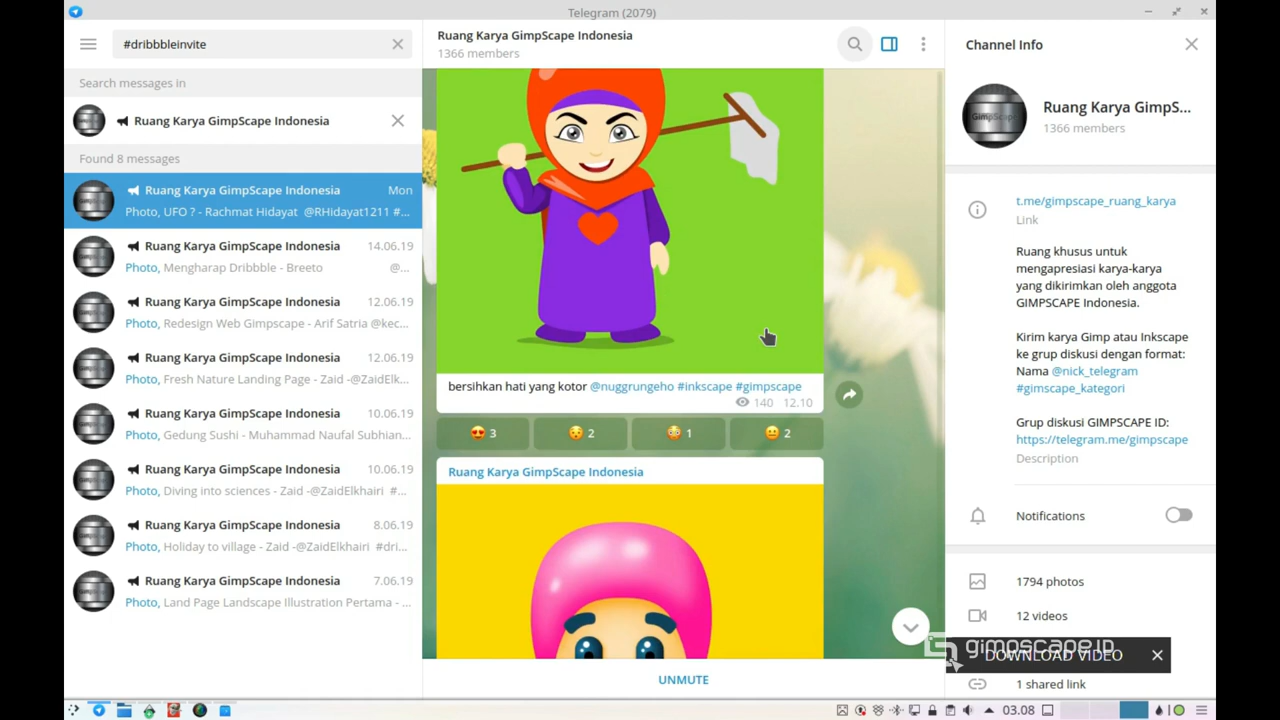 Telegram (2079)
#dribbbleinvite
Search messages in
Ruang Karya GimpScape Indonesia
Found 8 messages
Ruang Karya GimpScape Indonesia Mon
Photo, UFO ? - Rachmat Hidayat @RHidayat1211 #...
Ruang Karya GimpScape Indonesia 14.06.19
Photo, Mengharap Dribbble - Breeto @...
Ruang Karya GimpScape Indonesia 12.06.19
Photo, Redesign Web Gimpscape - Arif Satria @kec...
Ruang Karya GimpScape Indonesia 12.06.19
Photo, Fresh Nature Landing Page - Zaid -@ZaidElk...
Ruang Karya GimpScape Indonesia 10.06.19
Photo, Gedung Sushi - Muhammad Naufal Subhian...
Ruang Karya GimpScape Indonesia 10.06.19
Photo, Diving into sciences - Zaid -@ZaidElkhairi #...
Ruang Karya GimpScape Indonesia 8.06.19
Photo, Holiday to village - Zaid -@ZaidElkhairi #dri...
Ruang Karya GimpScape Indonesia 7.06.19
Photo, Land Page Landscape Illustration Pertama - ...
Ruang Karya GimpScape Indonesia
1366 members
bersihkan hati yang kotor @nuggrungeho #inkscape #gimpscape
140 12.10
3 2 1 2
Ruang Karya GimpScape Indonesia
UNMUTE
Channel Info
GimpScape
Ruang Karya GimpS...
1366 members
t.me/gimpscape_ruang_karya
Link
Ruang khusus untuk
mengapresiasi karya-karya
yang dikirimkan oleh anggota
GIMPSCAPE Indonesia.
Kirim karya Gimp atau Inkscape
ke grup diskusi dengan format:
Nama @nick_telegram
#gimscape_kategori
Grup diskusi GIMPSCAPE ID:
https://telegram.me/gimpscape
Description
Notifications
1794 photos
12 videos
gimpscape.ID
DOWNLOAD VIDEO
1 shared link
03.08